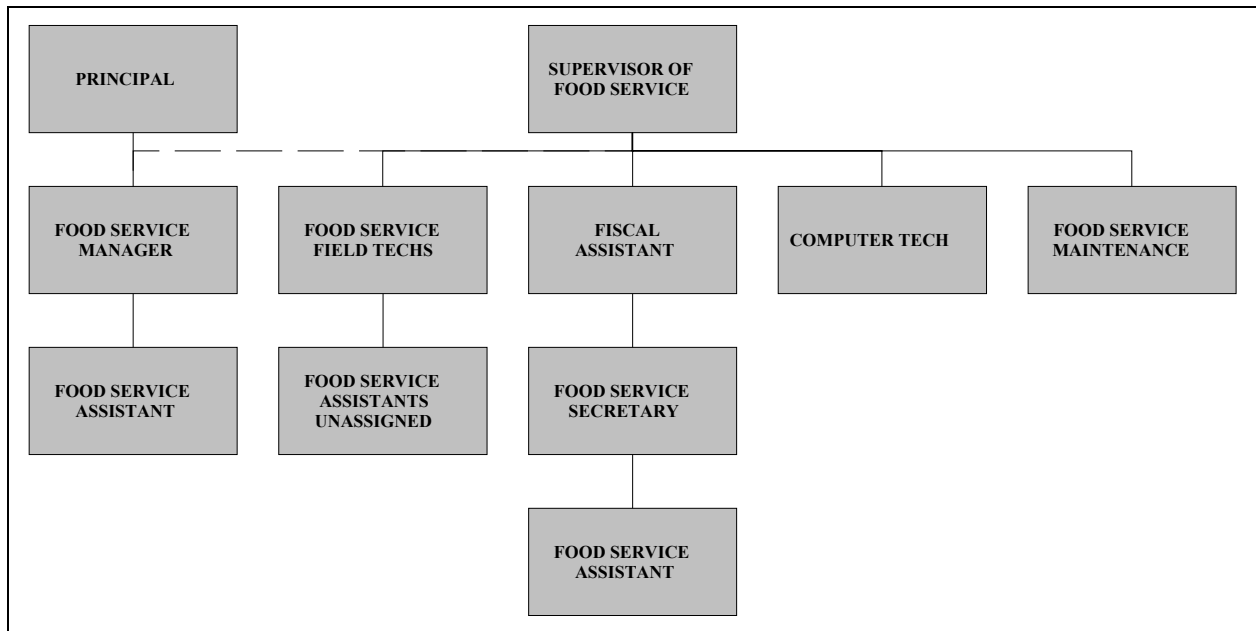 PRINCIPAL
SUPERVISOR OF
FOOD SERVICE
FOOD SERVICE
MANAGER
FOOD SERVICE
FIELD TECHS
FISCAL
ASSISTANT
COMPUTER TECH
FOOD SERVICE
MAINTENANCE
FOOD SERVICE
ASSISTANT
FOOD SERVICE
ASSISTANTS
UNASSIGNED
FOOD SERVICE
SECRETARY
FOOD SERVICE
ASSISTANT